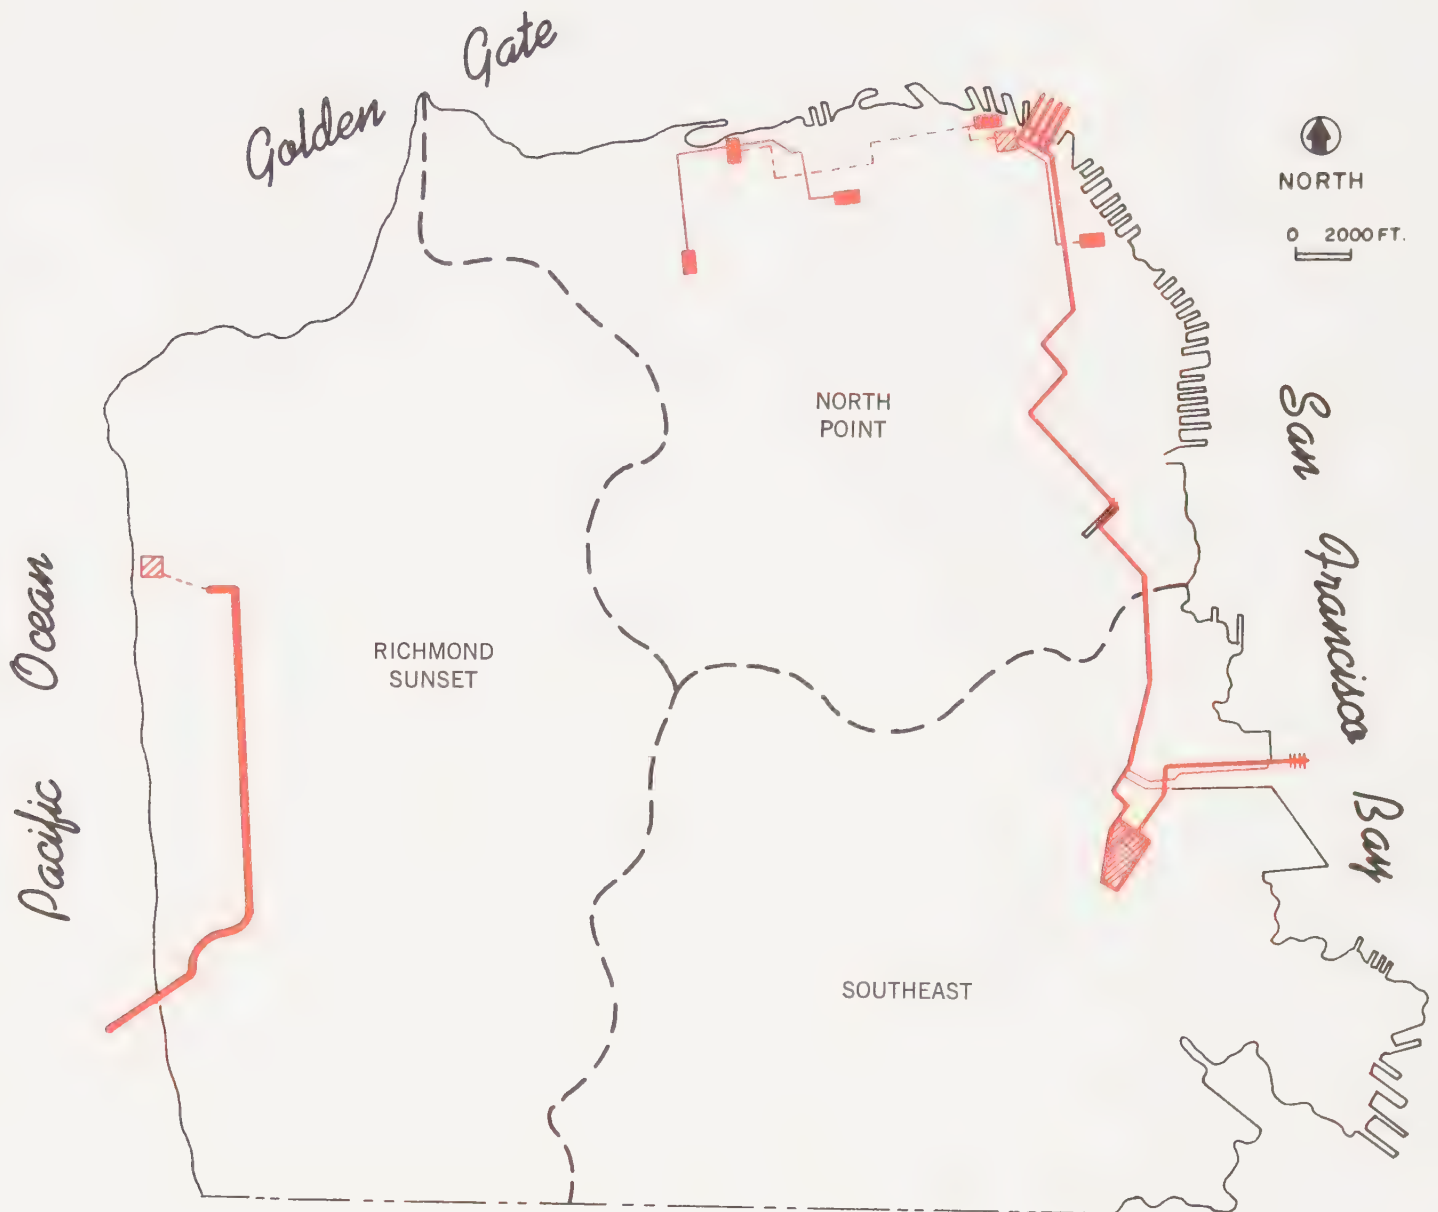 Golden Gate
NORTH
0 2000 FT.
NORTH
POINT
San Francisco Bay
Pacific Ocean
RICHMOND
SUNSET
SOUTHEAST